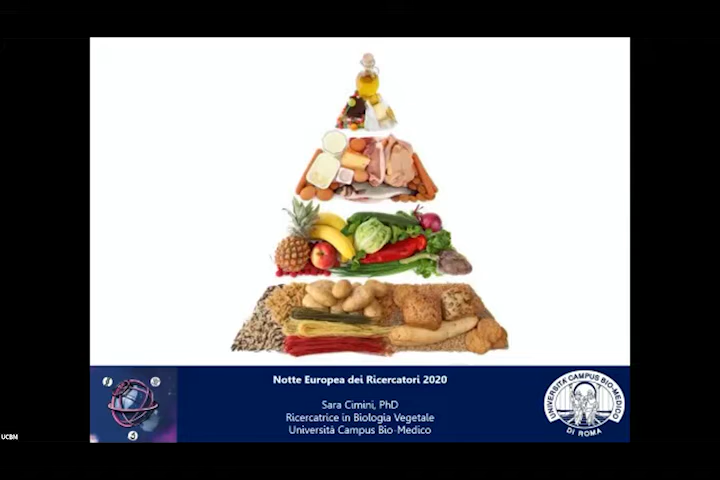 Notte Europea dei Ricercatori 2020
Sara Cimini, PhD
Ricercatrice in Biologia Vegetale
Università Campus Bio-Medico
UNIVERSITÀ CAMPUS BIO-MEDICO
DI ROMA
UCBM